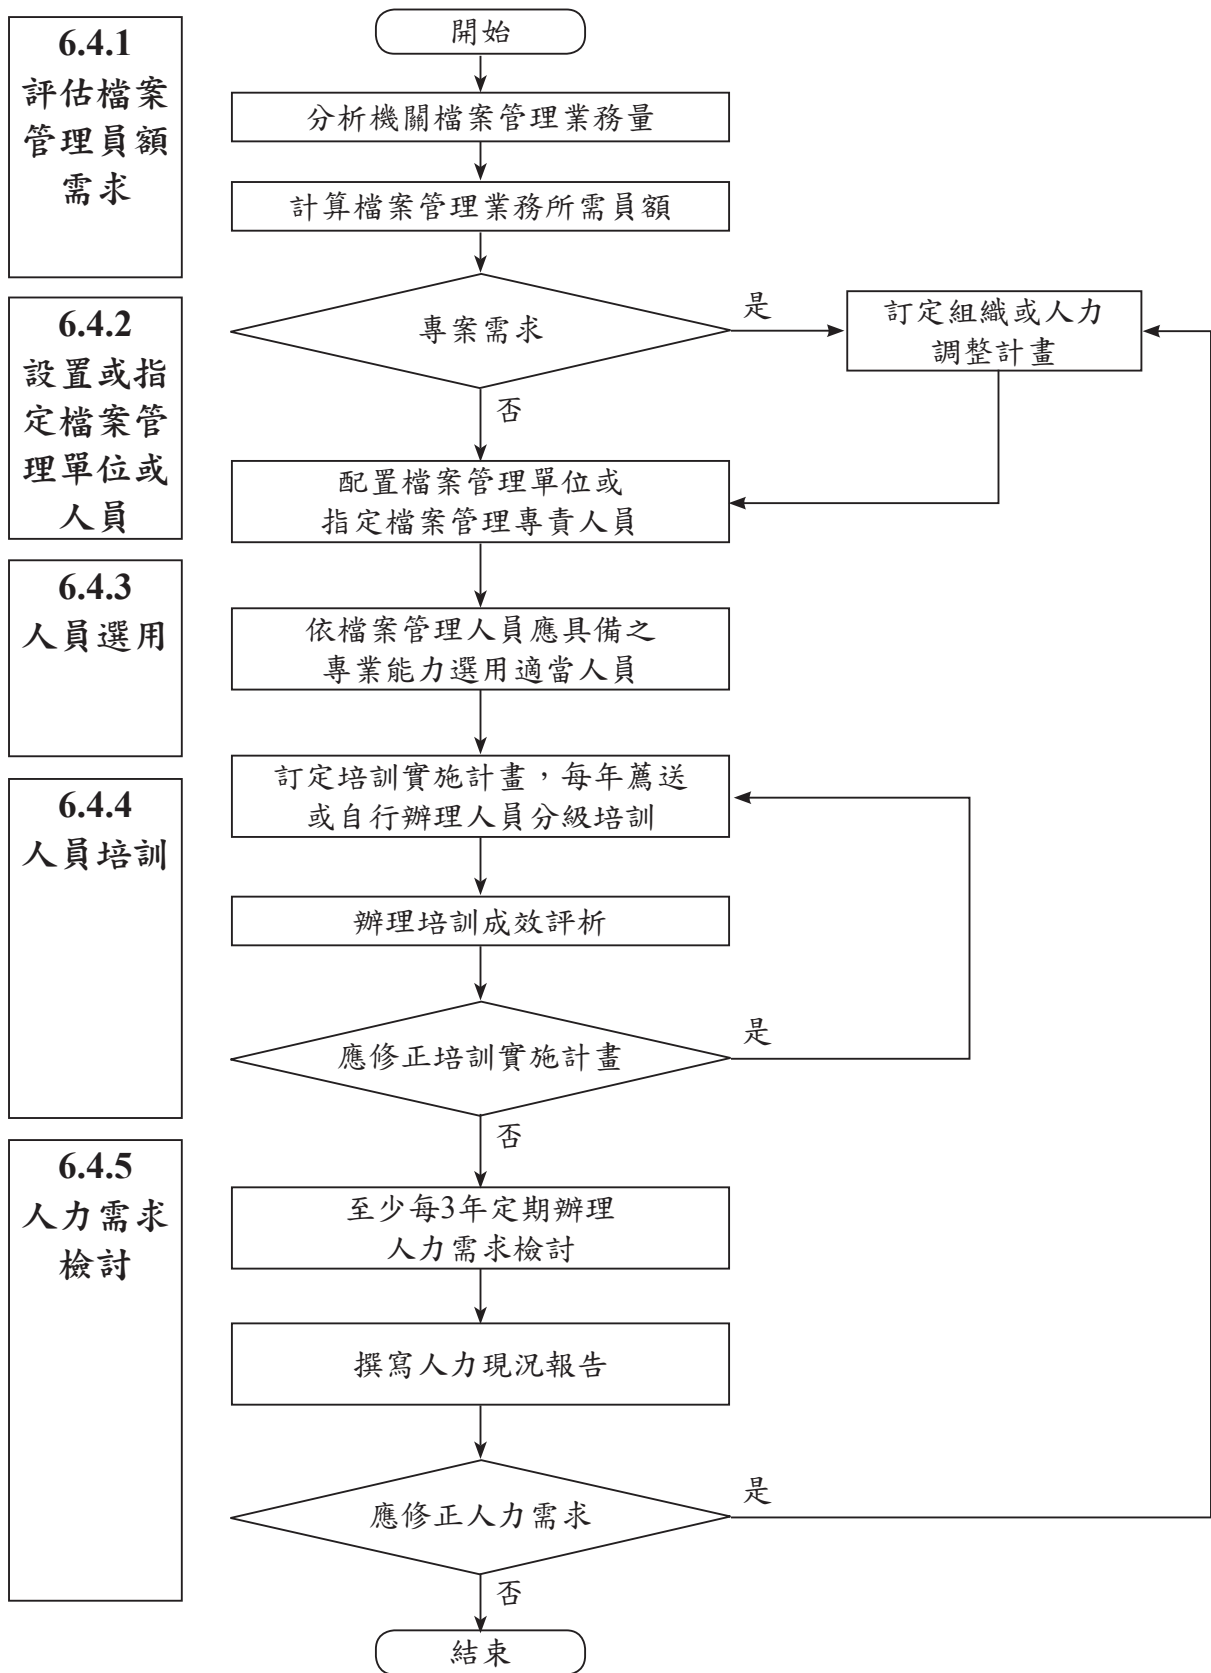 6.4.1
評估檔案
管理員額
需求
6.4.2
設置或指
定檔案管
理單位或
人員
6.4.3
人員選用
6.4.4
人員培訓
6.4.5
人力需求
檢討
開始
分析機關檔案管理業務量
計算檔案管理業務所需員額
專案需求
是
訂定組織或人力
調整計畫
否
配置檔案管理單位或
指定檔案管理專責人員
依檔案管理人員應具備之
專業能力選用適當人員
訂定培訓實施計畫，每年薦送
或自行辦理人員分級培訓
辦理培訓成效評析
應修正培訓實施計畫
是
否
至少每3年定期辦理
人力需求檢討
撰寫人力現況報告
應修正人力需求
是
否
結束